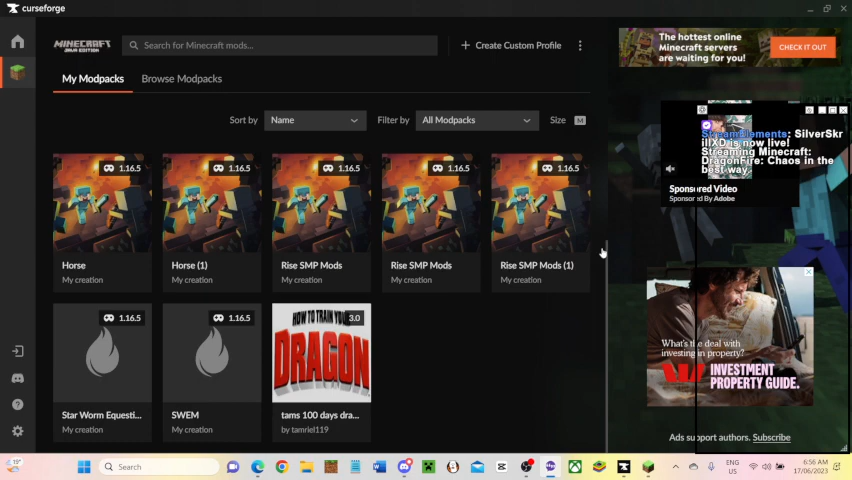 curseforge
MINECRAFT
JAVA EDITION
Search for Minecraft mods...
Create Custom Profile
The hottest online
Minecraft servers
are waiting for you!
CHECK IT OUT
My Modpacks
Browse Modpacks
Sort by
Name
Filter by
All Modpacks
Size
M
StreamElements: SilverSkr
illXD is now live!
Streaming Minecraft:
DragonFire: Chaos in the
best way.
Sponsored Video
Sponsored By Adobe
1.16.5
1.16.5
1.16.5
1.16.5
1.16.5
Horse
My creation
Horse (1)
My creation
Rise SMP Mods
My creation
Rise SMP Mods
My creation
Rise SMP Mods (1)
My creation
1.16.5
1.16.5
3.0
HOW TO TRAIN YOUR
DRAGON
Star Worm Equesti...
My creation
SWEM
My creation
tams 100 days dra...
by tamriel119
What's the deal with
investing in property?
INVESTMENT
PROPERTY GUIDE.
Ads support authors. Subscribe
13°
Search
ENG
US
6:56 AM
17/06/2023